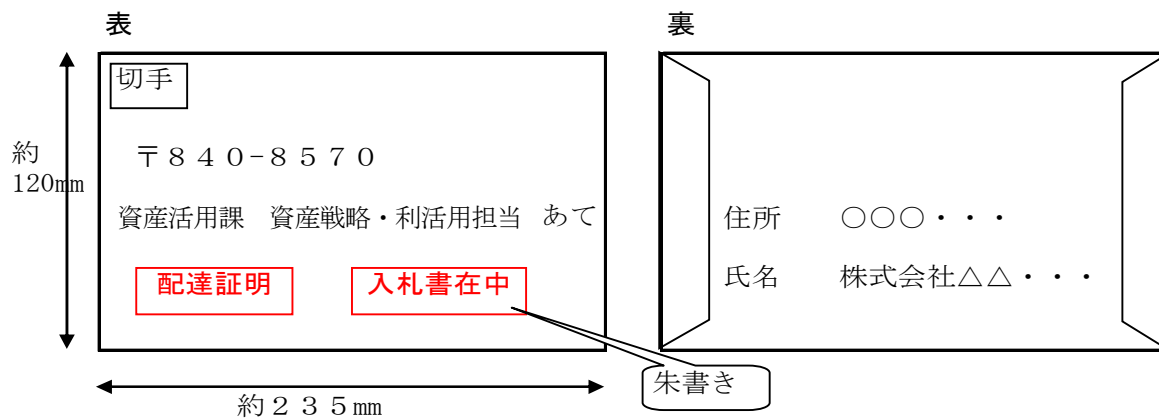 表
切手
〒８４０-８５７０
資産活用課　資産戦略・利活用担当　あて
配達証明　入札書在中
約
120mm
約２３５mm
朱書き
裏
住所　○○○・・・
氏名　株式会社△△・・・